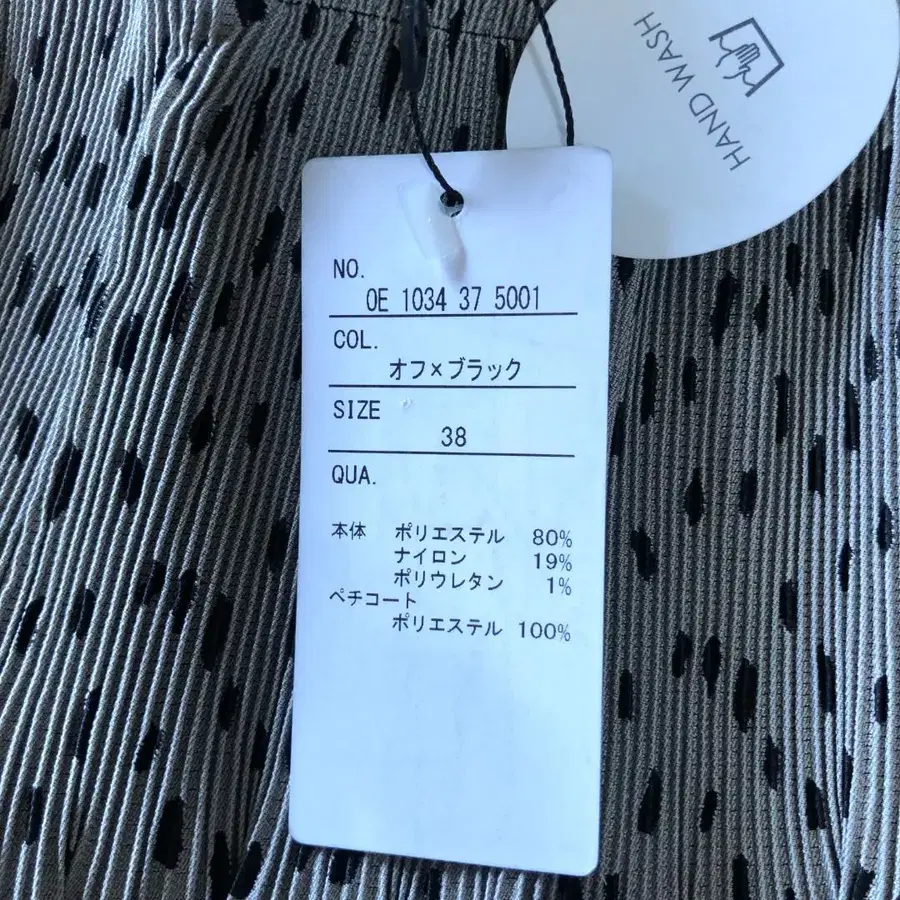 HAND WASH
NO.
OE 1034 37 5001
COL.
オフ×ブラック
SIZE
38
QUA.
本体 ポリエステル 80%
ナイロン 19%
ポリウレタン 1%
ペチコート
ポリエステル 100%